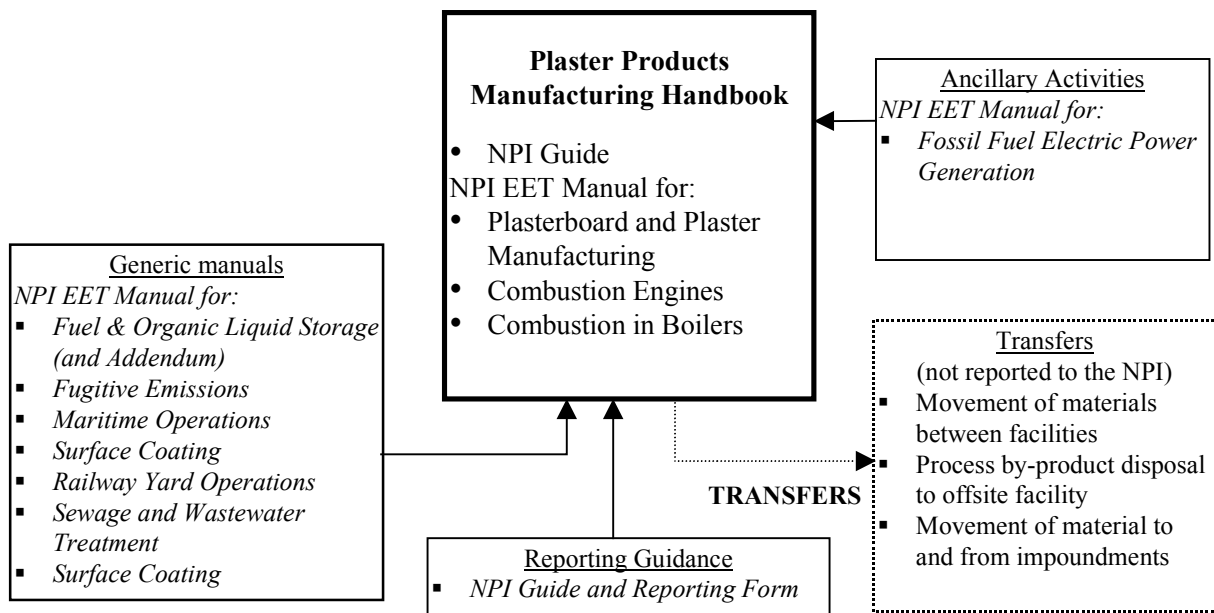 Plaster Products
Manufacturing Handbook
• NPI Guide
NPI EET Manual for:
• Plasterboard and Plaster
Manufacturing
• Combustion Engines
• Combustion in Boilers
Ancillary Activities
NPI EET Manual for:
▪ Fossil Fuel Electric Power
Generation
Generic manuals
NPI EET Manual for:
▪ Fuel & Organic Liquid Storage
(and Addendum)
▪ Fugitive Emissions
▪ Maritime Operations
▪ Surface Coating
▪ Railway Yard Operations
▪ Sewage and Wastewater
Treatment
▪ Surface Coating
Transfers
(not reported to the NPI)
▪ Movement of materials
between facilities
▪ Process by-product disposal
to offsite facility
▪ Movement of material to
and from impoundments
TRANSFERS
Reporting Guidance
▪ NPI Guide and Reporting Form